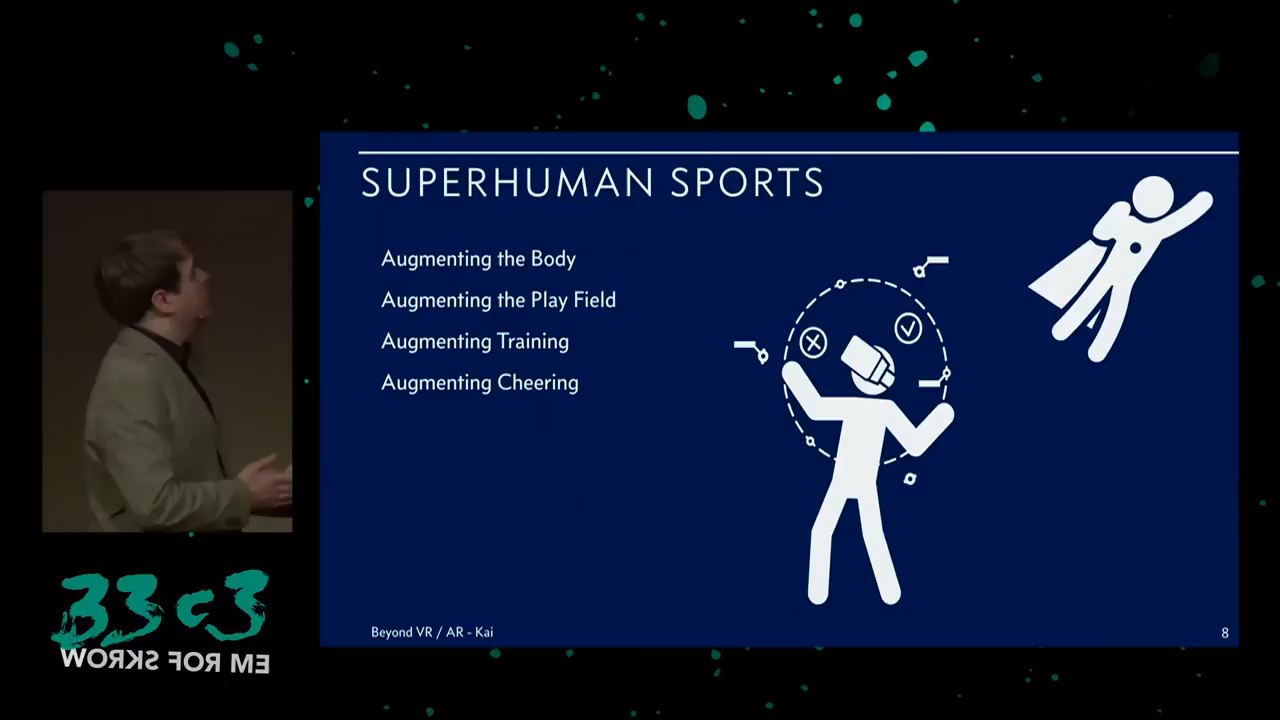 SUPERHUMAN SPORTS
Augmenting the Body
Augmenting the Play Field
Augmenting Training
Augmenting Cheering
Beyond VR / AR - Kai
8
33c3
WORKS FOR ME